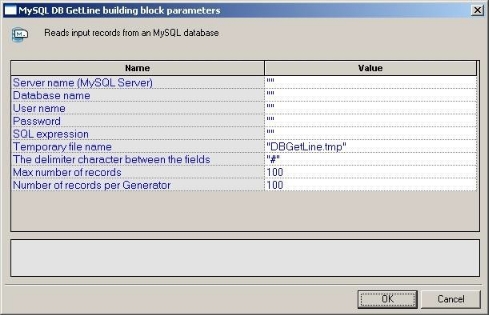 MySQL DB GetLine building block parameters
Reads input records from an MySQL database
Name Value
Server name (MySQL Server) ""
Database name ""
User name ""
Password ""
SQL expression ""
Temporary file name "DBGetLine.tmp"
The delimiter character between the fields "#"
Max number of records 100
Number of records per Generator 100
OK Cancel